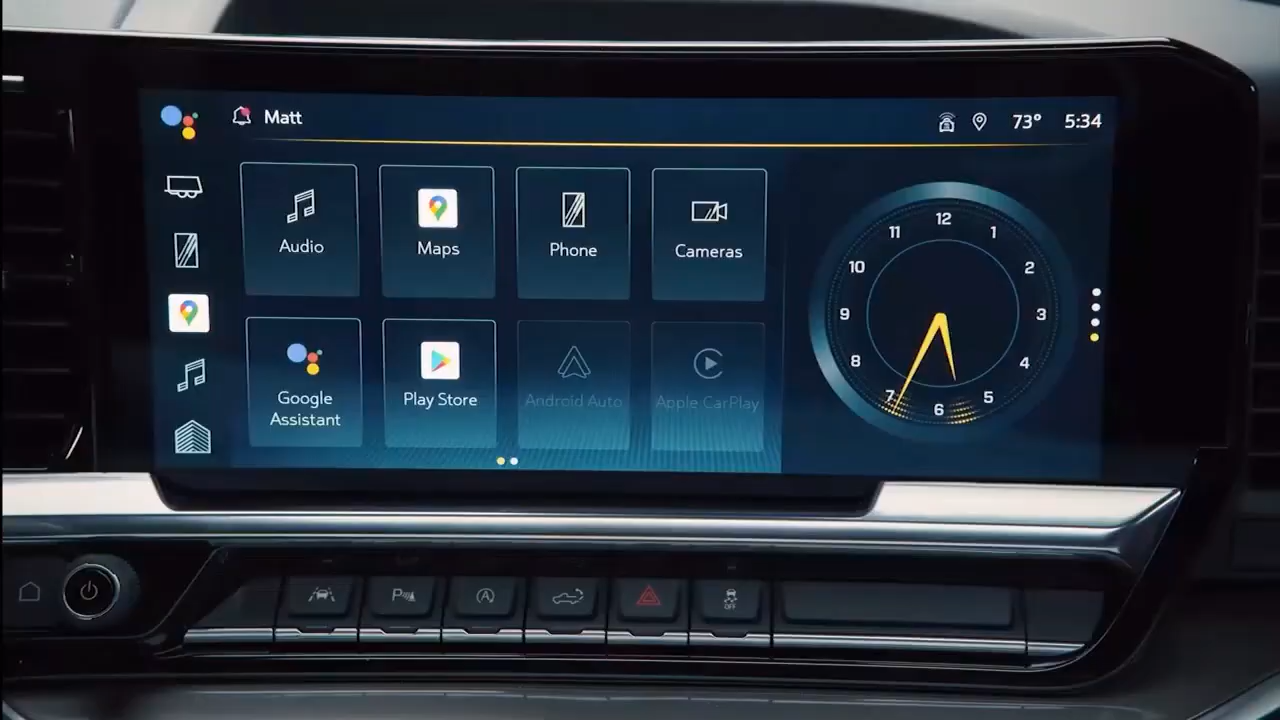 Matt
73° 5:34
Audio
Maps
Phone
Cameras
Google
Assistant
Play Store
Android Auto
Apple CarPlay
12
1
2
3
4
5
6
7
8
9
10
11
P
A
OFF